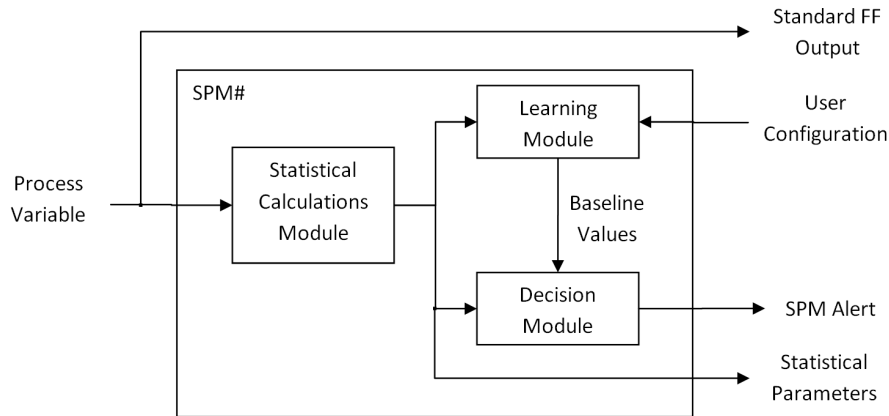 Standard FF
Output
SPM#
Learning
Module
User
Configuration
Statistical
Calculations
Module
Process
Variable
Baseline
Values
Decision
Module
SPM Alert
Statistical
Parameters